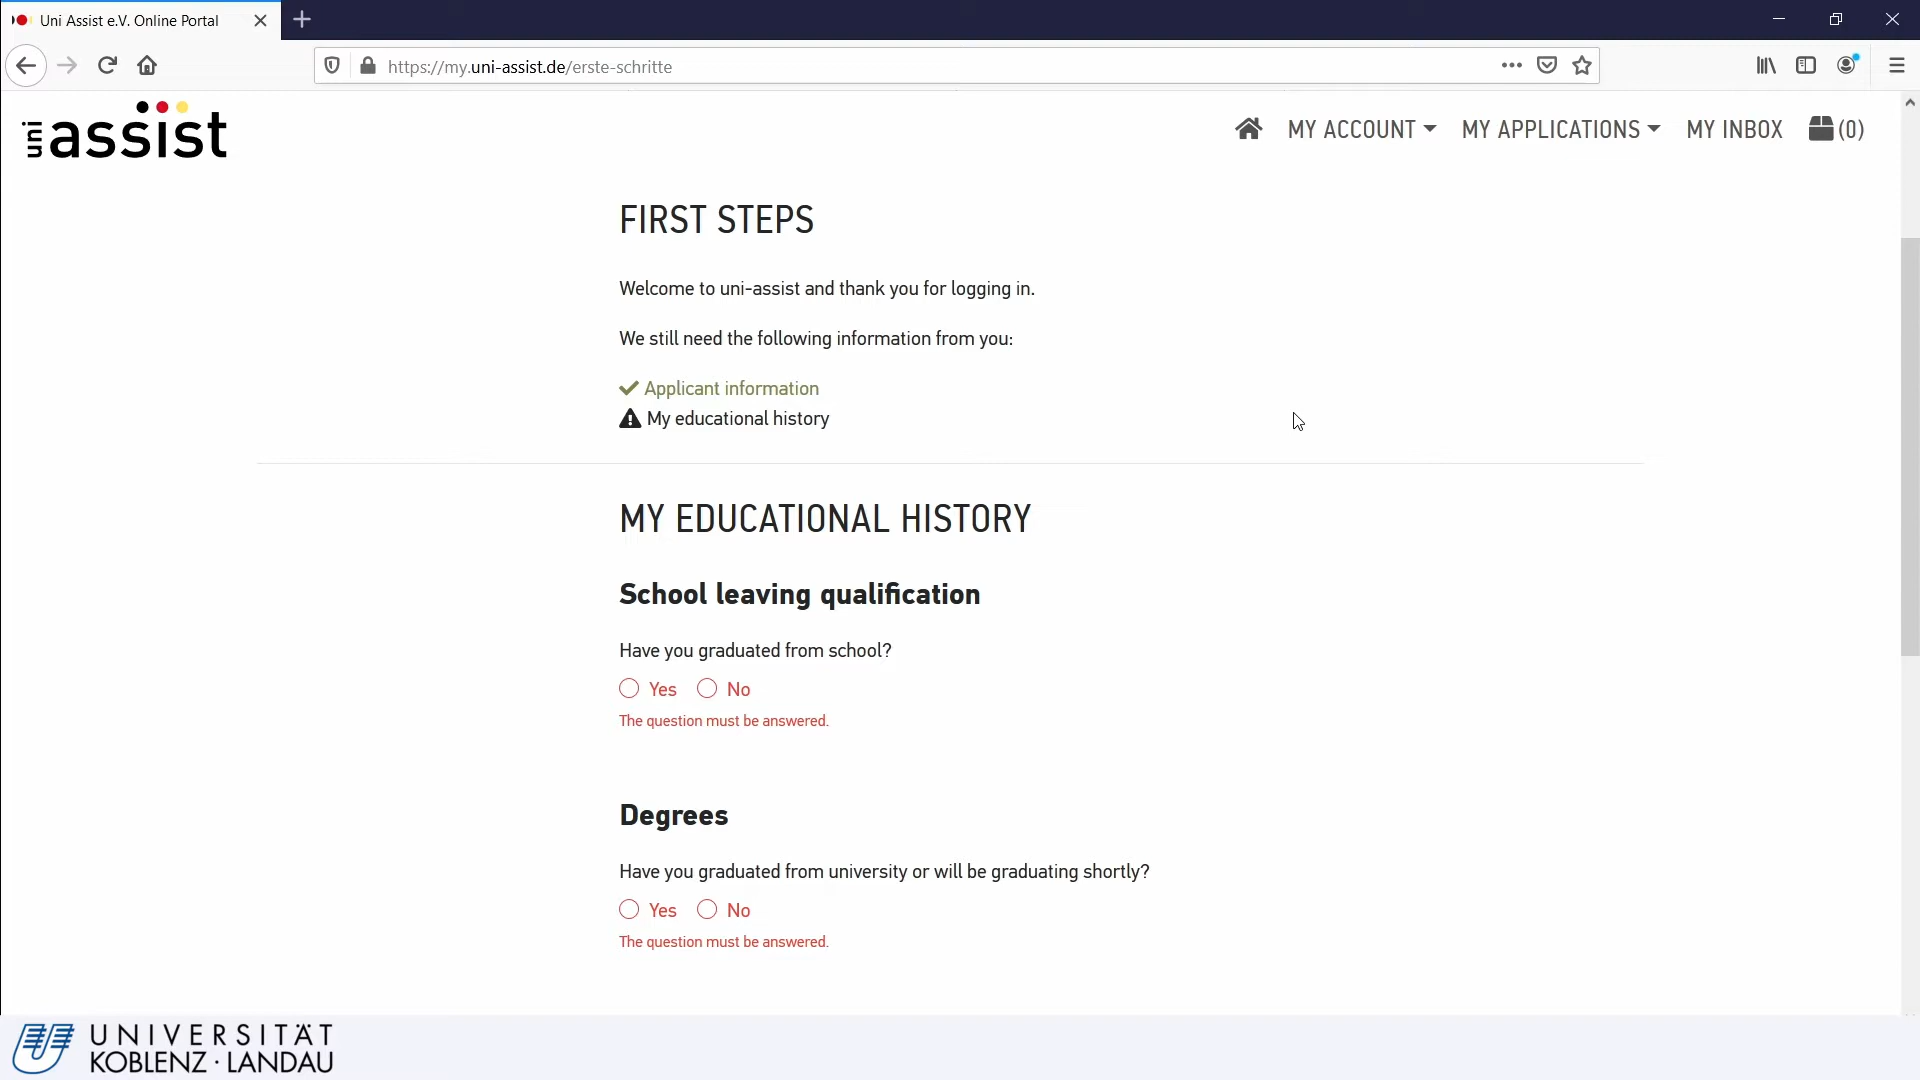 Uni Assist e.V. Online Portal
https://my.uni-assist.de/erste-schritte
uni assist
MY ACCOUNT
MY APPLICATIONS
MY INBOX
(0)
FIRST STEPS
Welcome to uni-assist and thank you for logging in.
We still need the following information from you:
Applicant information
My educational history
MY EDUCATIONAL HISTORY
School leaving qualification
Have you graduated from school?
Yes No
The question must be answered.
Degrees
Have you graduated from university or will be graduating shortly?
Yes No
The question must be answered.
UNIVERSITÄT
KOBLENZ · LANDAU